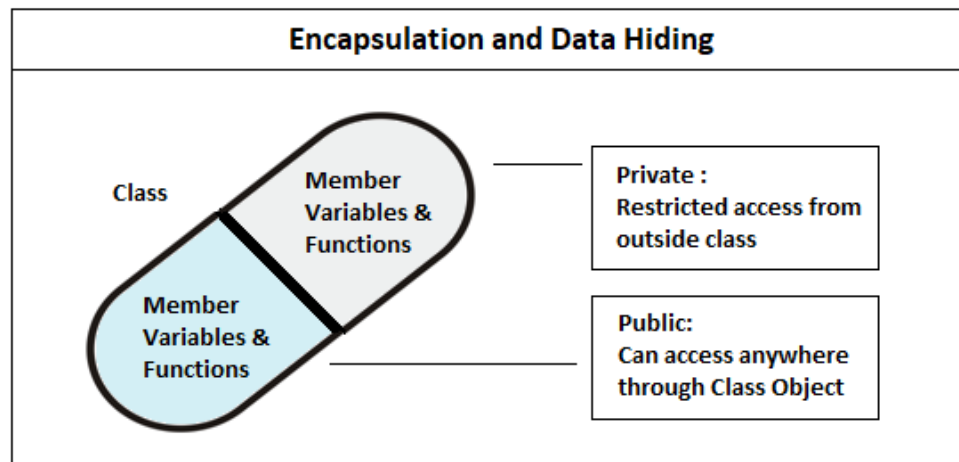 Encapsulation and Data Hiding
Class
Member
Variables &
Functions
Private :
Restricted access from
outside class
Member
Variables &
Functions
Public:
Can access anywhere
through Class Object